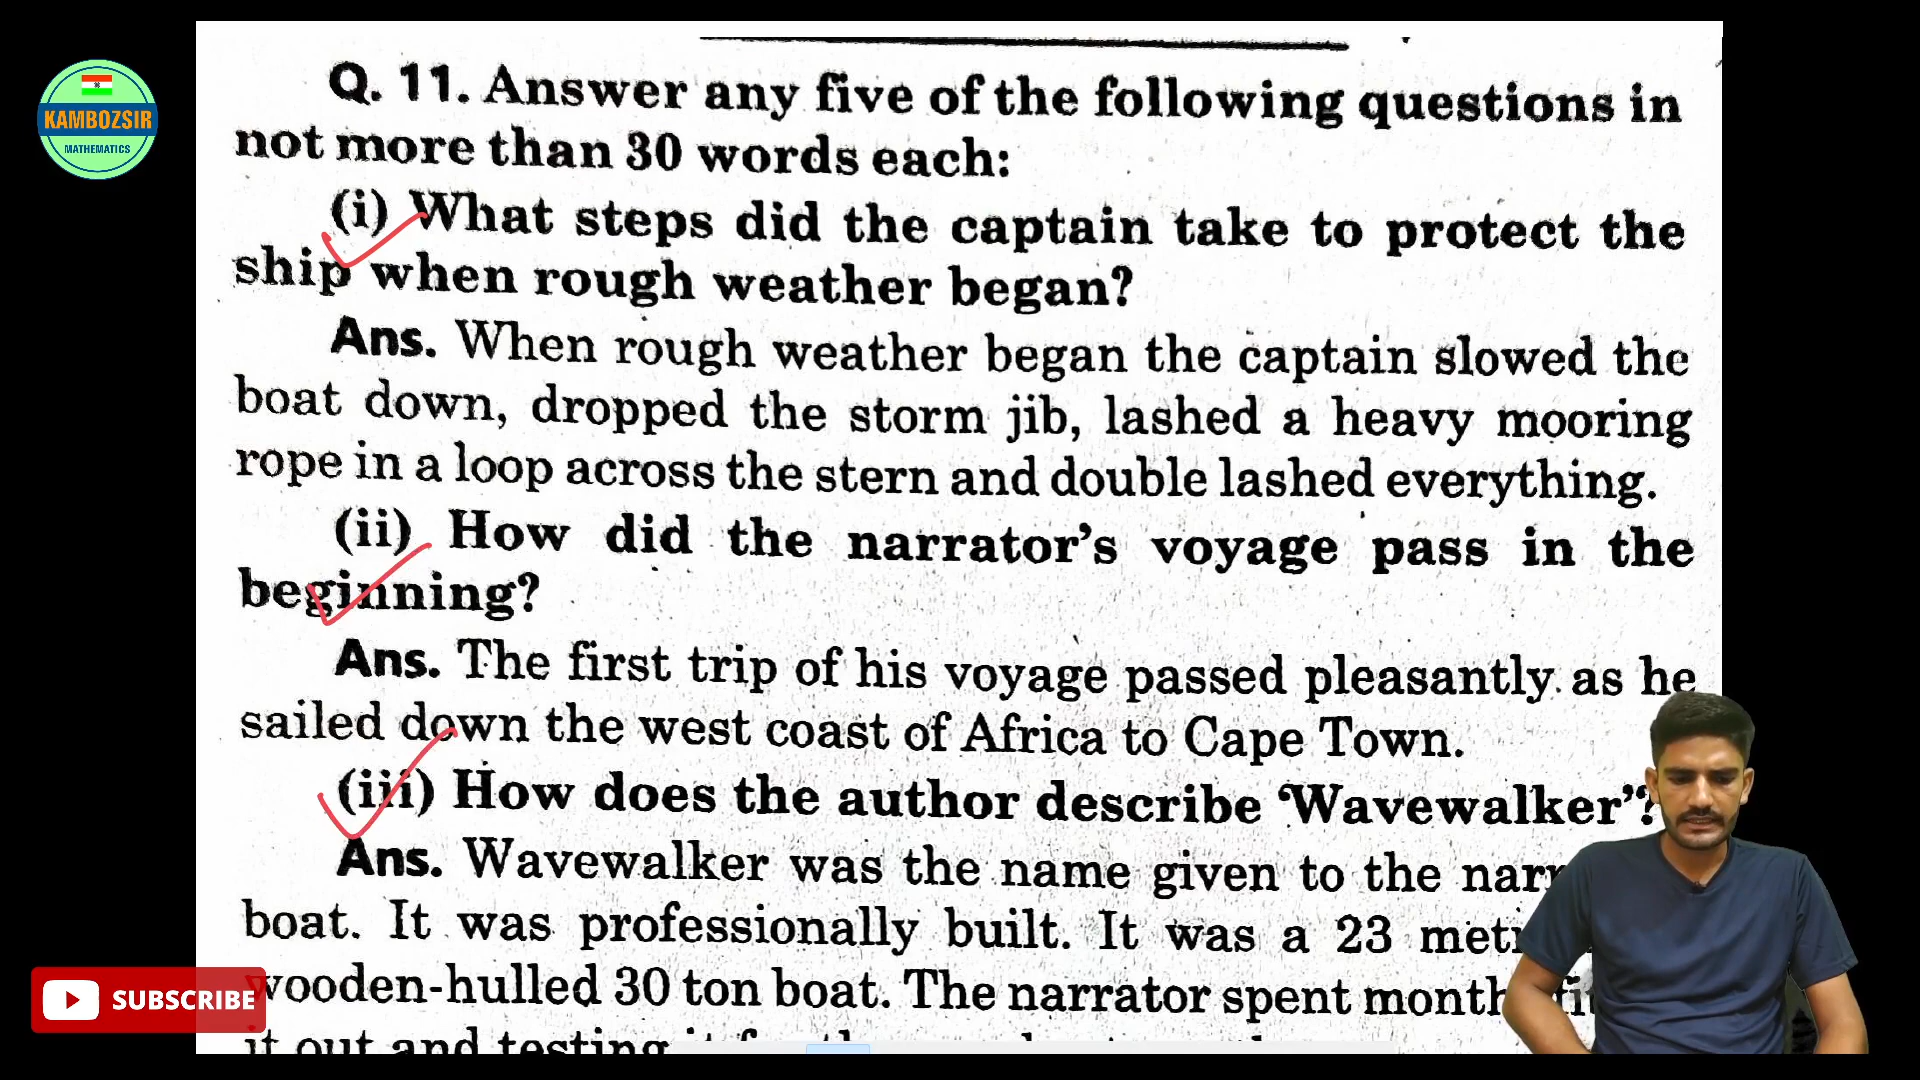 KAMBOZSIR
MATHEMATICS
Q. 11. Answer any five of the following questions in
not more than 30 words each:
(i) What steps did the captain take to protect the
ship when rough weather began?
Ans. When rough weather began the captain slowed the
boat down, dropped the storm jib, lashed a heavy mooring
rope in a loop across the stern and double lashed everything.
(ii) How did the narrator's voyage pass in the
beginning?
Ans. The first trip of his voyage passed pleasantly as he
sailed down the west coast of Africa to Cape Town.
(iii) How does the author describe ‘Wavewalker’?
Ans. Wavewalker was the name given to the
boat. It was professionally built. It was a 23
wooden-hulled 30 ton boat. The narrator spent
it out and testing it
SUBSCRIBE